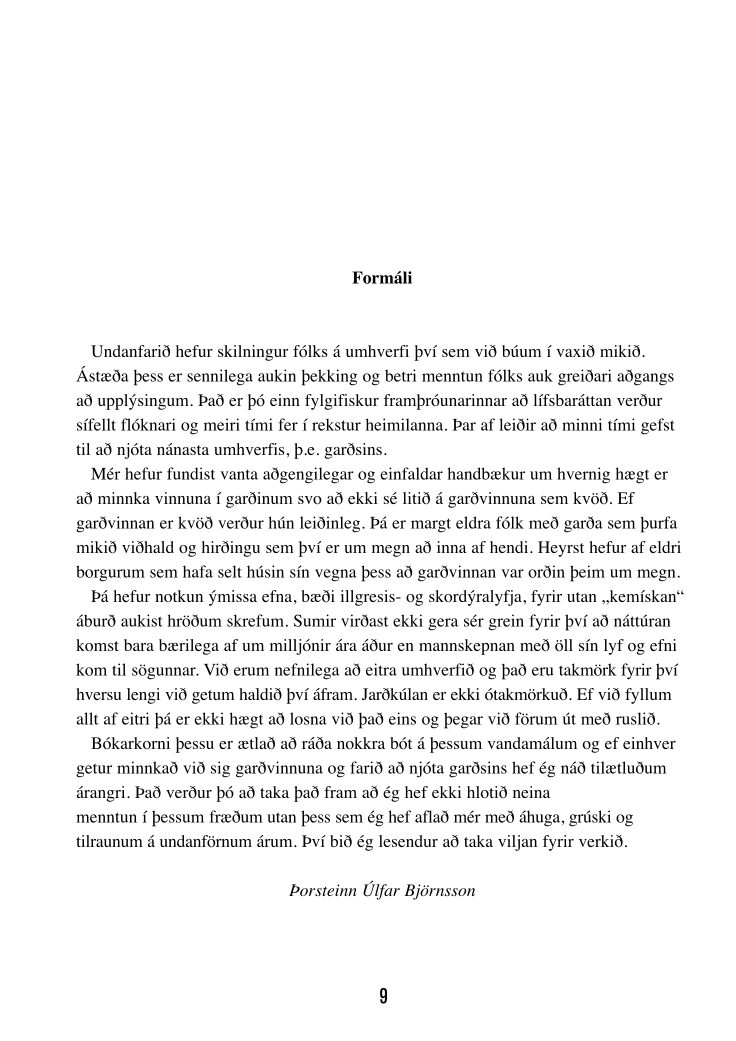 Formáli
Undanfarið hefur skilningur fólks á umhverfi því sem við búum í vaxið mikið.
Ástæða þess er sennilega aukin þekking og betri menntun fólks auk greiðari aðgangs
að upplýsingum. Það er þó einn fylgifiskur framþróunarinnar að lífsbaráttan verður
sífellt flóknari og meiri tími fer í rekstur heimilanna. Þar af leiðir að minni tími gefst
til að njóta nánasta umhverfis, þ.e. garðsins.
Mér hefur fundist vanta aðgengilegar og einfaldar handbækur um hvernig hægt er
að minnka vinnuna í garðinum svo að ekki sé litið á garðvinnuna sem kvöð. Ef
garðvinnan er kvöð verður hún leiðinleg. Þá er margt eldra fólk með garða sem þurfa
mikið viðhald og hirðingu sem því er um megn að inna af hendi. Heyrst hefur af eldri
borgurum sem hafa selt húsin sín vegna þess að garðvinnan var orðin þeim um megn.
Þá hefur notkun ýmissa efna, bæði illgresis- og skordýralyfja, fyrir utan „kemískan“
áburð aukist hröðum skrefum. Sumir virðast ekki gera sér grein fyrir því að náttúran
komst bara bærilega af um milljónir ára áður en mannskepnan með öll sín lyf og efni
kom til sögunnar. Við erum nefnilega að eitra umhverfið og það eru takmörk fyrir því
hversu lengi við getum haldið því áfram. Jarðkúlan er ekki ótakmörkuð. Ef við fyllum
allt af eitri þá er ekki hægt að losna við það eins og þegar við förum út með ruslið.
Bókarkorni þessu er ætlað að ráða nokkra bót á þessum vandamálum og ef einhver
getur minnkað við sig garðvinnuna og farið að njóta garðsins hef ég náð tilætluðum
árangri. Það verður þó að taka það fram að ég hef ekki hlotið neina
menntun í þessum fræðum utan þess sem ég hef aflað mér með áhuga, grúski og
tilraunum á undanförnum árum. Því bið ég lesendur að taka viljan fyrir verkið.
Þorsteinn Úlfar Björnsson
9